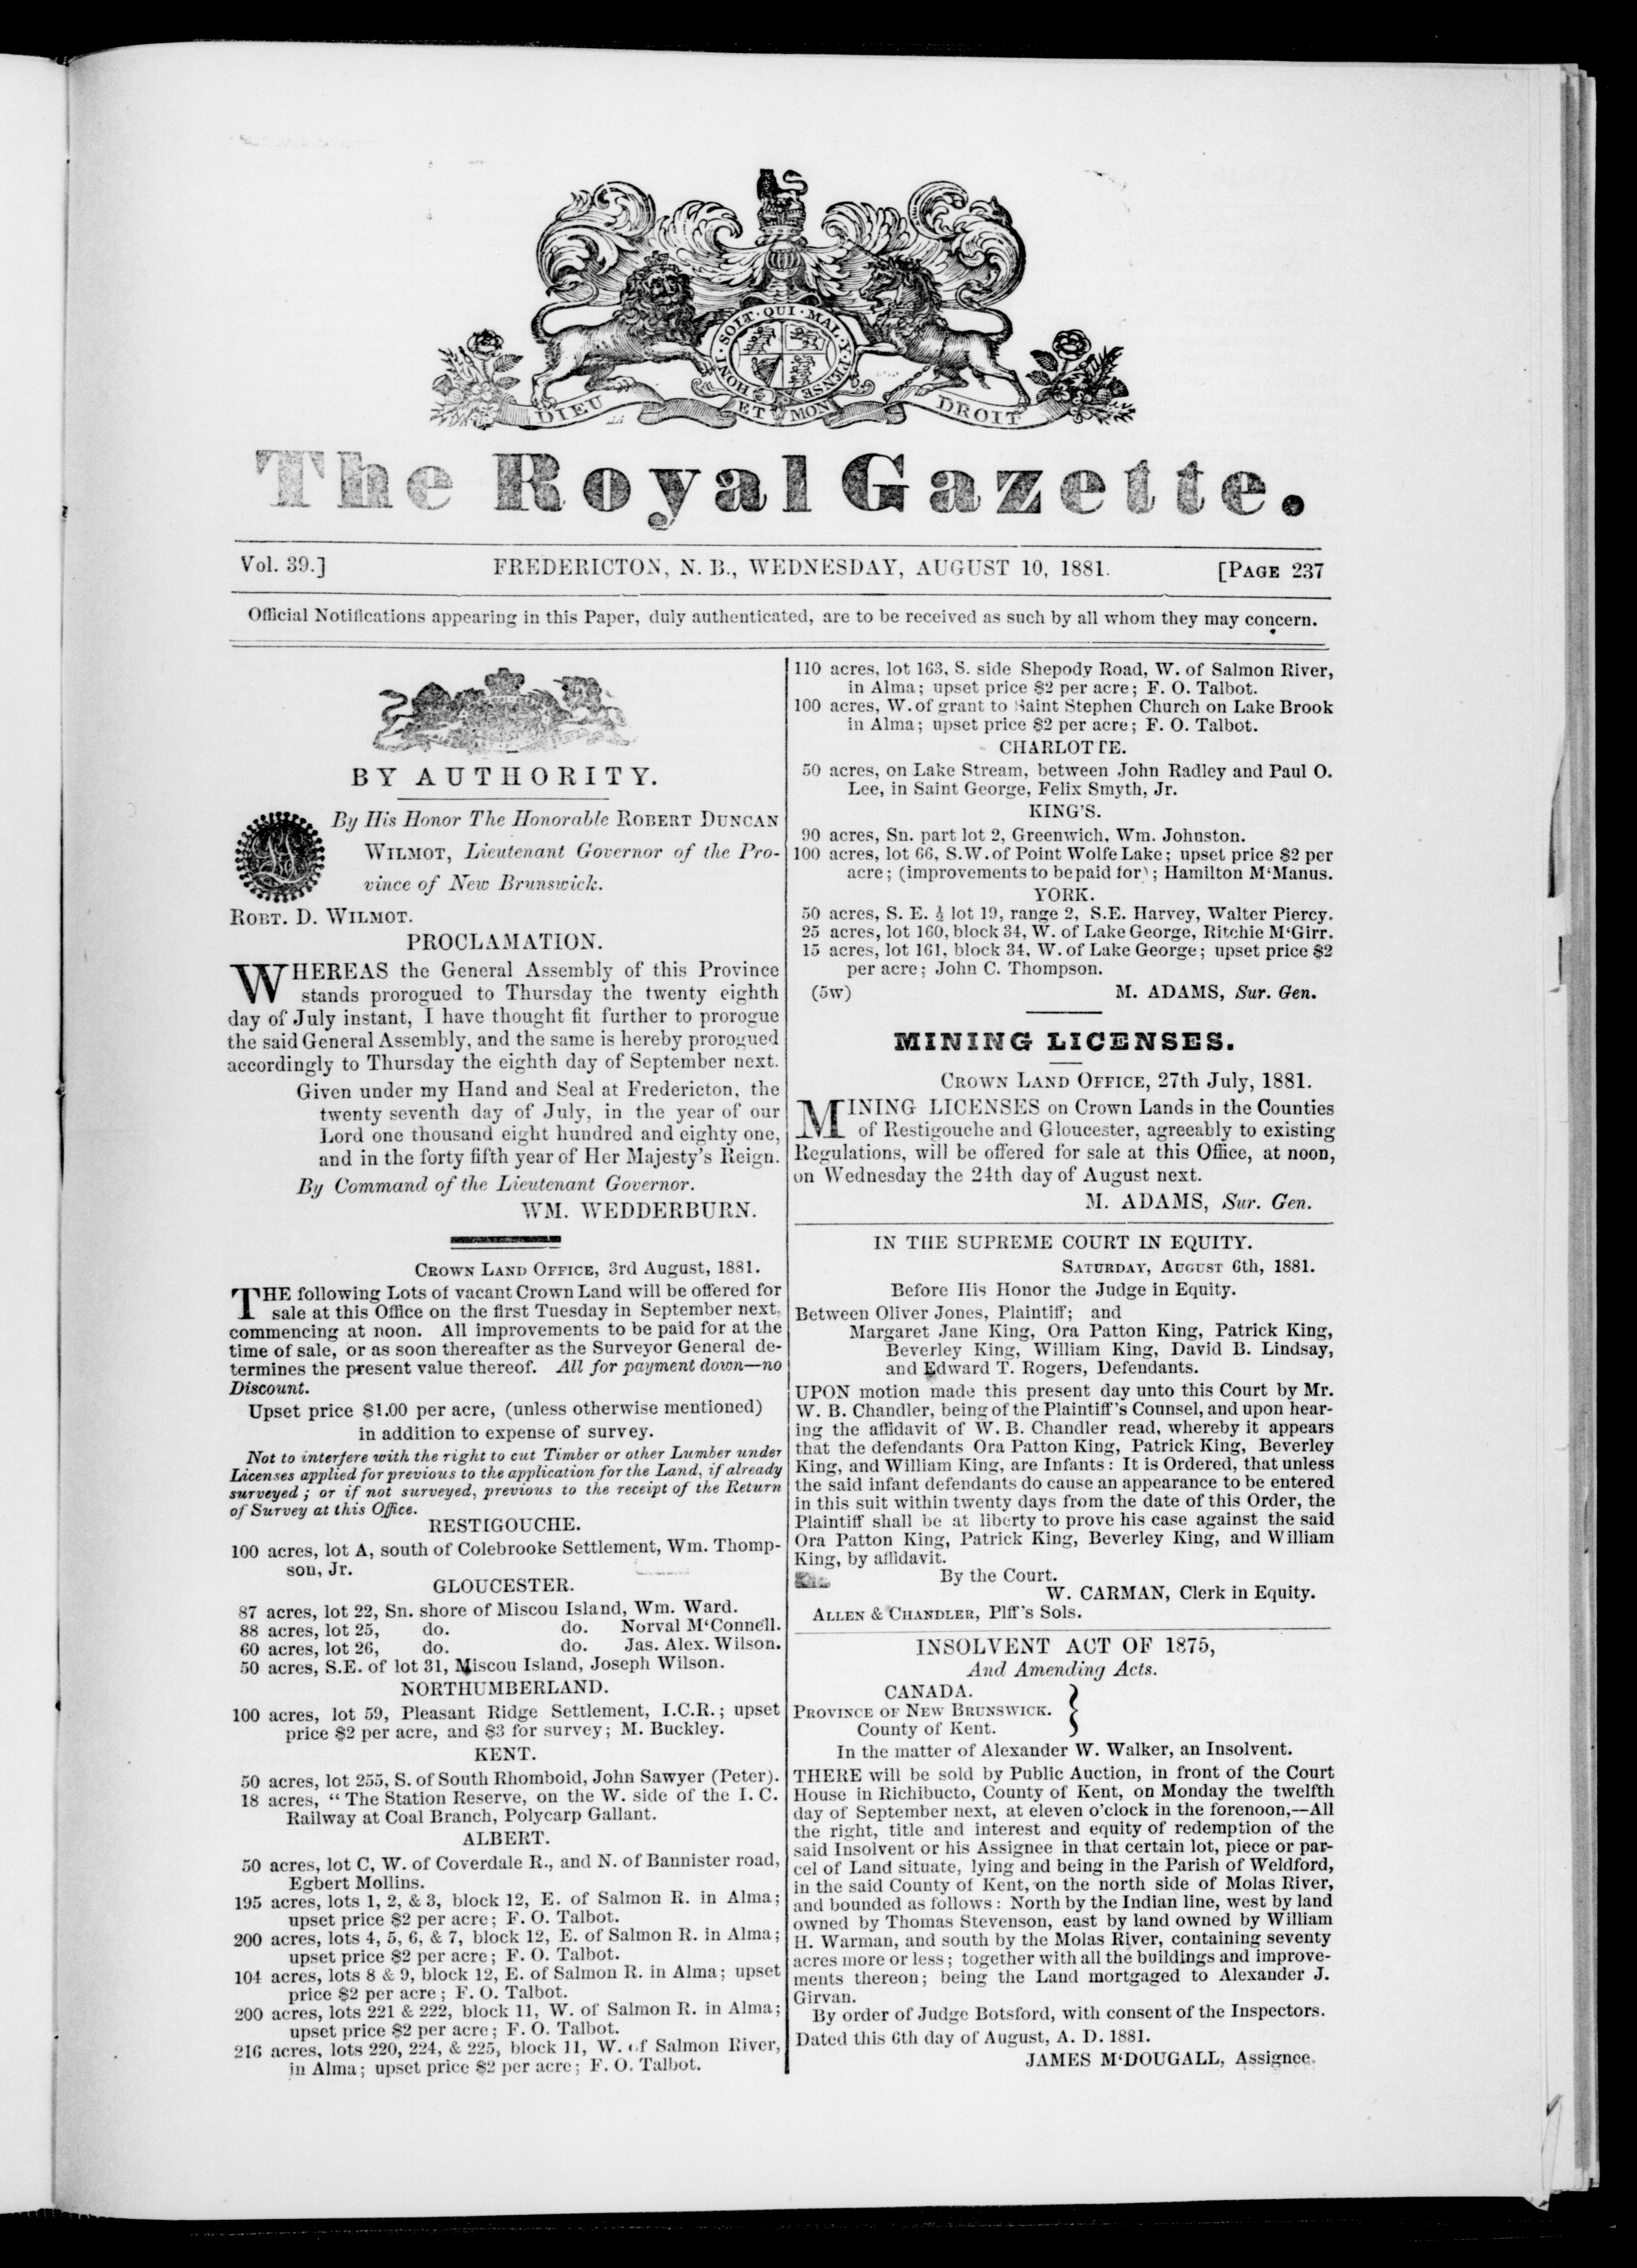 HONI · SOIT · QUI · MAL · Y · PENSE
DIEU ET MON DROIT
The Royal Gazette.
Vol. 39.] FREDERICTON, N. B., WEDNESDAY, AUGUST 10, 1881. [PAGE 237
Official Notifications appearing in this Paper, duly authenticated, are to be received as such by all whom they may concern.
BY AUTHORITY.
By His Honor The Honorable ROBERT DUNCAN
WILMOT, Lieutenant Governor of the Pro-
vince of New Brunswick.
ROBT. D. WILMOT.
PROCLAMATION.
WHEREAS the General Assembly of this Province
stands prorogued to Thursday the twenty eighth
day of July instant, I have thought fit further to prorogue
the said General Assembly, and the same is hereby prorogued
accordingly to Thursday the eighth day of September next.
Given under my Hand and Seal at Fredericton, the
twenty seventh day of July, in the year of our
Lord one thousand eight hundred and eighty one,
and in the forty fifth year of Her Majesty's Reign.
By Command of the Lieutenant Governor.
WM. WEDDERBURN.
CROWN LAND OFFICE, 3rd August, 1881.
THE following Lots of vacant Crown Land will be offered for
sale at this Office on the first Tuesday in September next,
commencing at noon. All improvements to be paid for at the
time of sale, or as soon thereafter as the Surveyor General de-
termines the present value thereof. All for payment down—no
Discount.
Upset price $1.00 per acre, (unless otherwise mentioned)
in addition to expense of survey.
Not to interfere with the right to cut Timber or other Lumber under
Licenses applied for previous to the application for the Land, if already
surveyed; or if not surveyed, previous to the receipt of the Return
of Survey at this Office.
RESTIGOUCHE.
100 acres, lot A, south of Colebrooke Settlement, Wm. Thomp-
son, Jr.
GLOUCESTER.
87 acres, lot 22, Sn. shore of Miscou Island, Wm. Ward.
88 acres, lot 25, do. do. Norval M'Connell.
60 acres, lot 26, do. do. Jas. Alex. Wilson.
50 acres, S.E. of lot 31, Miscou Island, Joseph Wilson.
NORTHUMBERLAND.
100 acres, lot 59, Pleasant Ridge Settlement, I.C.R.; upset
price $2 per acre, and $3 for survey; M. Buckley.
KENT.
50 acres, lot 255, S. of South Rhomboid, John Sawyer (Peter).
18 acres, "The Station Reserve, on the W. side of the I. C.
Railway at Coal Branch, Polycarp Gallant.
ALBERT.
50 acres, lot C, W. of Coverdale R., and N. of Bannister road,
Egbert Mollins.
195 acres, lots 1, 2, & 3, block 12, E. of Salmon R. in Alma;
upset price $2 per acre; F. O. Talbot.
200 acres, lots 4, 5, 6, & 7, block 12, E. of Salmon R. in Alma;
upset price $2 per acre; F. O. Talbot.
104 acres, lots 8 & 9, block 12, E. of Salmon R. in Alma; upset
price $2 per acre; F. O. Talbot.
200 acres, lots 221 & 222, block 11, W. of Salmon R. in Alma;
upset price $2 per acre; F. O. Talbot.
216 acres, lots 220, 224, & 225, block 11, W. of Salmon River,
in Alma; upset price $2 per acre; F. O. Talbot.
110 acres, lot 163, S. side Shepody Road, W. of Salmon River,
in Alma; upset price $2 per acre; F. O. Talbot.
100 acres, W. of grant to Saint Stephen Church on Lake Brook
in Alma; upset price $2 per acre; F. O. Talbot.
CHARLOTTE.
50 acres, on Lake Stream, between John Radley and Paul O.
Lee, in Saint George, Felix Smyth, Jr.
KING'S.
90 acres, Sn. part lot 2, Greenwich, Wm. Johnston.
100 acres, lot 66, S.W. of Point Wolfe Lake; upset price $2 per
acre; (improvements to be paid for); Hamilton M'Manus.
YORK.
50 acres, S. E. ½ lot 19, range 2, S.E. Harvey, Walter Piercy.
25 acres, lot 160, block 34, W. of Lake George, Ritchie M'Girr.
15 acres, lot 161, block 34, W. of Lake George; upset price $2
per acre; John C. Thompson.
(5w) M. ADAMS, Sur. Gen.
MINING LICENSES.
CROWN LAND OFFICE, 27th July, 1881.
MINING LICENSES on Crown Lands in the Counties
of Restigouche and Gloucester, agreeably to existing
Regulations, will be offered for sale at this Office, at noon,
on Wednesday the 24th day of August next.
M. ADAMS, Sur. Gen.
IN THE SUPREME COURT IN EQUITY.
SATURDAY, AUGUST 6th, 1881.
Before His Honor the Judge in Equity.
Between Oliver Jones, Plaintiff; and
Margaret Jane King, Ora Patton King, Patrick King,
Beverley King, William King, David B. Lindsay,
and Edward T. Rogers, Defendants.
UPON motion made this present day unto this Court by Mr.
W. B. Chandler, being of the Plaintiff's Counsel, and upon hear-
ing the affidavit of W. B. Chandler read, whereby it appears
that the defendants Ora Patton King, Patrick King, Beverley
King, and William King, are Infants: It is Ordered, that unless
the said infant defendants do cause an appearance to be entered
in this suit within twenty days from the date of this Order, the
Plaintiff shall be at liberty to prove his case against the said
Ora Patton King, Patrick King, Beverley King, and William
King, by affidavit.
By the Court.
W. CARMAN, Clerk in Equity.
ALLEN & CHANDLER, Plff's Sols.
INSOLVENT ACT OF 1875,
And Amending Acts.
CANADA.
PROVINCE OF NEW BRUNSWICK.
County of Kent.
In the matter of Alexander W. Walker, an Insolvent.
THERE will be sold by Public Auction, in front of the Court
House in Richibucto, County of Kent, on Monday the twelfth
day of September next, at eleven o'clock in the forenoon,—All
the right, title and interest and equity of redemption of the
said Insolvent or his Assignee in that certain lot, piece or par-
cel of Land situate, lying and being in the Parish of Weldford,
in the said County of Kent, on the north side of Molas River,
and bounded as follows: North by the Indian line, west by land
owned by Thomas Stevenson, east by land owned by William
H. Warman, and south by the Molas River, containing seventy
acres more or less; together with all the buildings and improve-
ments thereon; being the Land mortgaged to Alexander J.
Girvan.
By order of Judge Botsford, with consent of the Inspectors.
Dated this 6th day of August, A. D. 1881.
JAMES M'DOUGALL, Assignee.